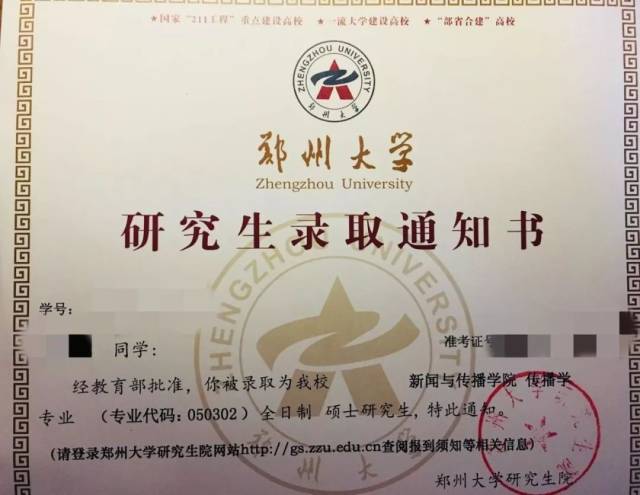 ★国家“211工程”重点建设高校 ★一流大学建设高校 ★“部省合建”高校
ZHENGZHOU UNIVERSITY
郑州大学
郑州大学
Zhengzhou University
研究生录取通知书
ZHENGZHOU UNIVERSITY
学号:
同学: 准考证号
经教育部批准，你被录取为我校 新闻与传播学院 传播学
专业 (专业代码: 050302) 全日制 硕士研究生，特此通知。
(请登录郑州大学研究生院网站http://gs.zzu.edu.cn查阅报到须知等相关信息)
郑州大学
郑州大学研究生院